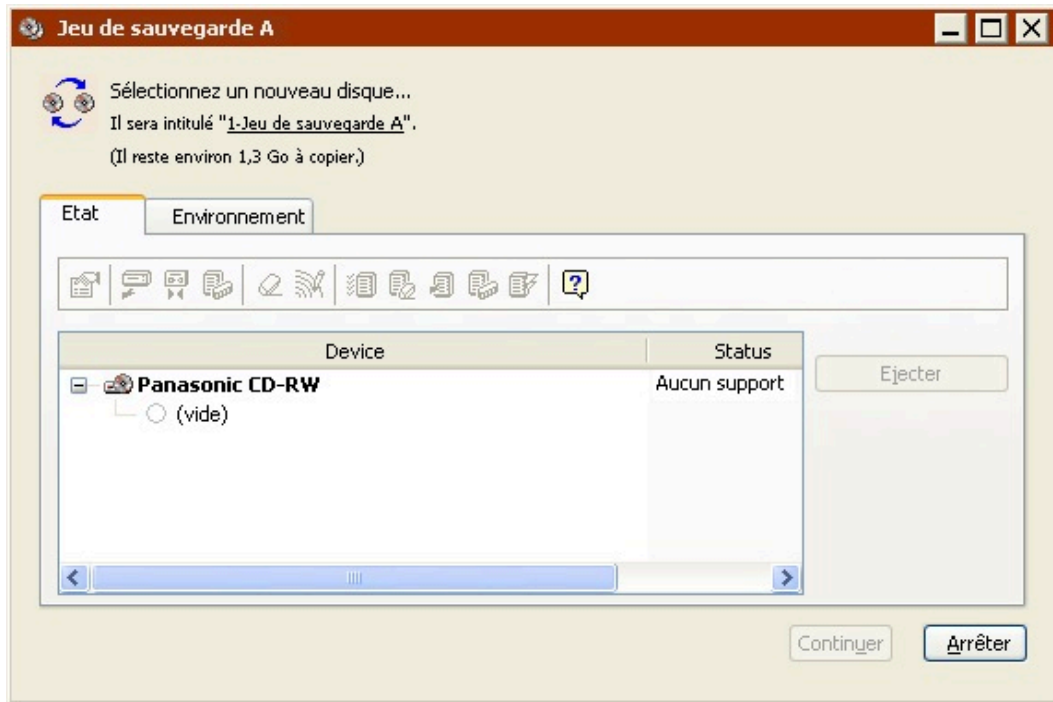 Jeu de sauvegarde A
Sélectionnez un nouveau disque...
Il sera intitulé "1-Jeu de sauvegarde A".
(Il reste environ 1,3 Go à copier.)
Etat Environnement
Device Status
Panasonic CD-RW Aucun support
Ejecter
(vide)
Continuer Arrêter